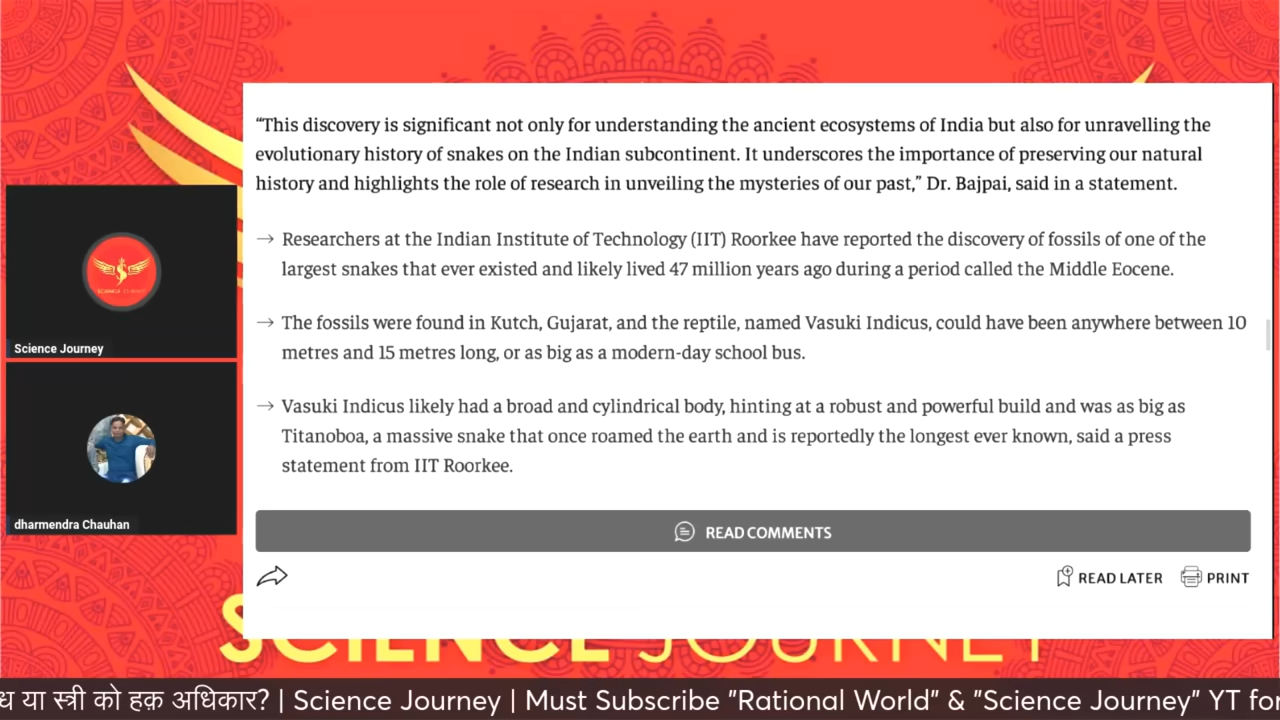 “This discovery is significant not only for understanding the ancient ecosystems of India but also for unravelling the
evolutionary history of snakes on the Indian subcontinent. It underscores the importance of preserving our natural
history and highlights the role of research in unveiling the mysteries of our past,” Dr. Bajpai, said in a statement.
→ Researchers at the Indian Institute of Technology (IIT) Roorkee have reported the discovery of fossils of one of the
largest snakes that ever existed and likely lived 47 million years ago during a period called the Middle Eocene.
→ The fossils were found in Kutch, Gujarat, and the reptile, named Vasuki Indicus, could have been anywhere between 10
metres and 15 metres long, or as big as a modern-day school bus.
→ Vasuki Indicus likely had a broad and cylindrical body, hinting at a robust and powerful build and was as big as
Titanoboa, a massive snake that once roamed the earth and is reportedly the longest ever known, said a press
statement from IIT Roorkee.
READ COMMENTS
READ LATER PRINT
SCIENCE JOURNEY
Science Journey
dharmendra Chauhan
SCIENCE JOURNEY
या स्त्री को हक़ अधिकार? | Science Journey | Must Subscribe "Rational World" & "Science Journey" YT for